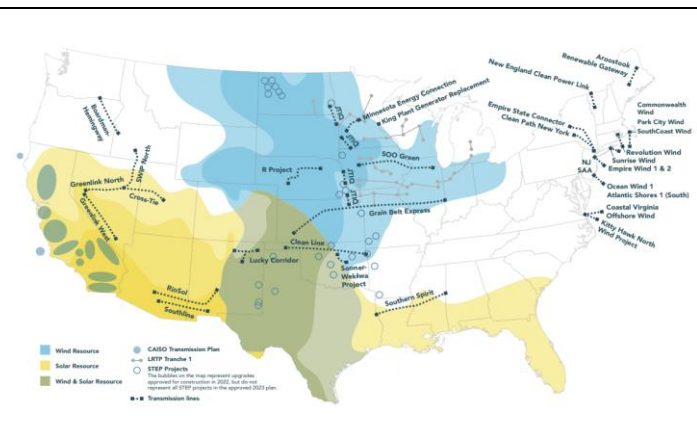 Aroostook
Renewable Gateway
New England Clean Power Link
Minnesota Energy Connection
King Plant Generator Replacement
JTIQ
JTIQ
JTIQ
JTIQ
Empire State Connector
Clean Path New York
Commonwealth
Wind
Park City Wind
SouthCoast Wind
Revolution Wind
Sunrise Wind
Empire Wind 1 & 2
NJ
SAA
Ocean Wind 1
Atlantic Shores 1 (South)
Coastal Virginia
Offshore Wind
Kitty Hawk North
Wind Project
Boardman-
Hemingway
SWIP North
R Project
SOO Green
Greenlink North
Cross-Tie
Greenlink West
Grain Belt Express
Clean Line
Lucky Corridor
Sooner-
Wekiwa
Project
RioSol
Southline
Southern Spirit
Wind Resource
Solar Resource
Wind & Solar Resource
CAISO Transmission Plan
LRTP Tranche 1
STEP Projects
The bubbles on the map represent upgrades
approved for construction in 2022, but do not
represent all STEP projects in the approved 2023 plan.
Transmission lines